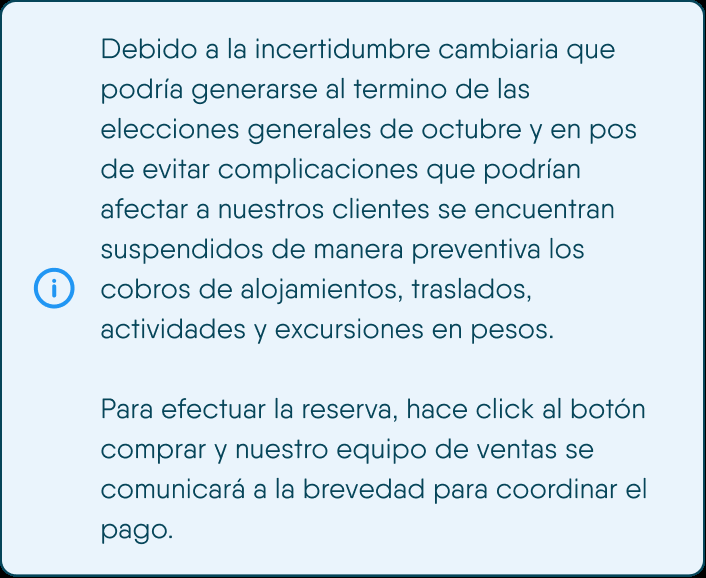 Debido a la incertidumbre cambiaria que
podría generarse al termino de las
elecciones generales de octubre y en pos
de evitar complicaciones que podrían
afectar a nuestros clientes se encuentran
suspendidos de manera preventiva los
cobros de alojamientos, traslados,
actividades y excursiones en pesos.
Para efectuar la reserva, hace click al botón
comprar y nuestro equipo de ventas se
comunicará a la brevedad para coordinar el
pago.